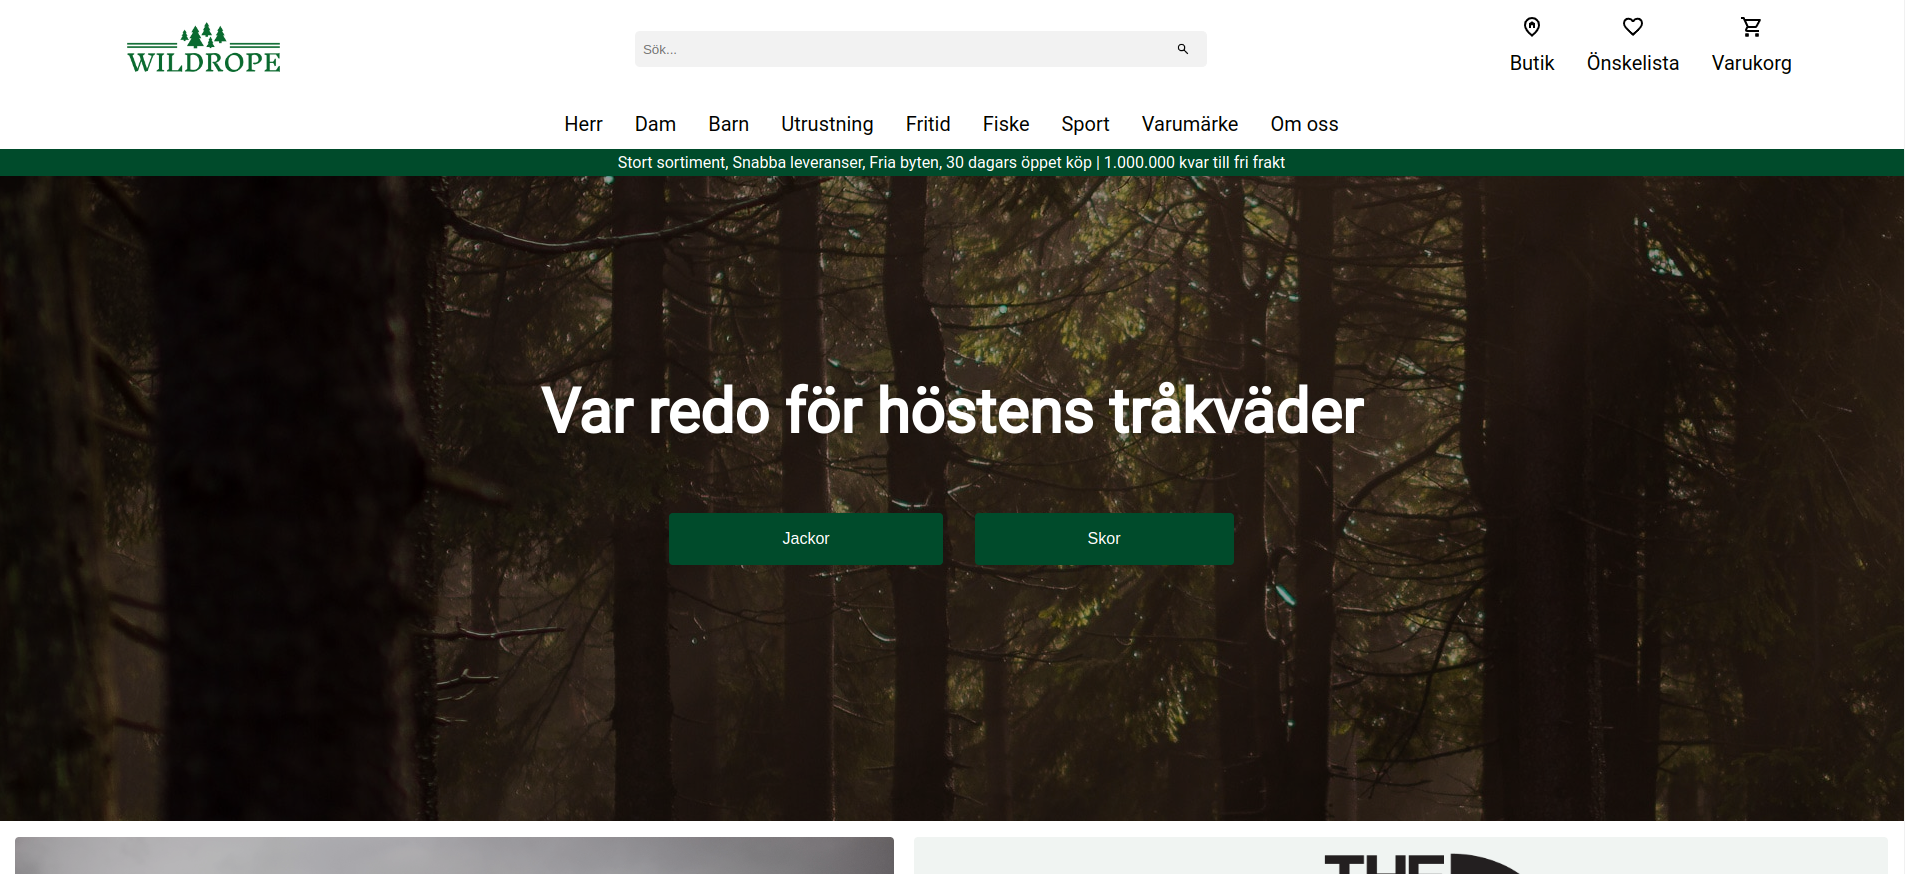 WILDROPE
Sök...
Butik Önskelista Varukorg
Herr Dam Barn Utrustning Fritid Fiske Sport Varumärke Om oss
Stort sortiment, Snabba leveranser, Fria byten, 30 dagars öppet köp | 1.000.000 kvar till fri frakt
Var redo för höstens tråkväder
Jackor Skor
THE